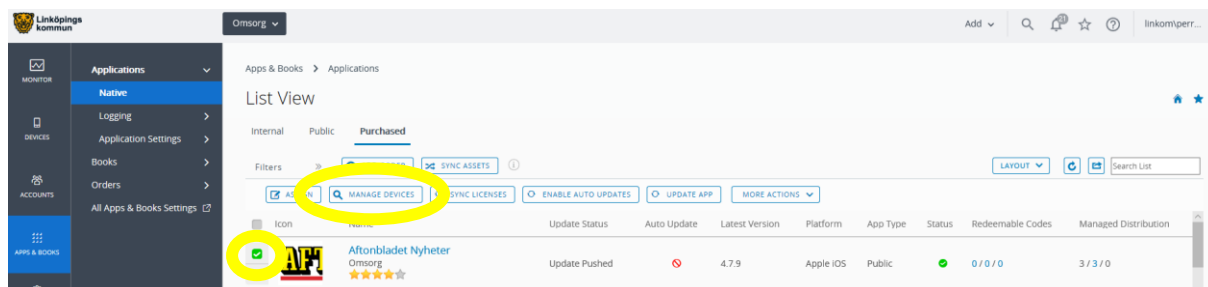 Linköpings
kommun
Omsorg
Add
linkom\perr...
MONITOR
DEVICES
ACCOUNTS
APPS & BOOKS
Applications
Native
Logging
Application Settings
Books
Orders
All Apps & Books Settings
Apps & Books > Applications
List View
Internal Public Purchased
Filters » SYNC ASSETS
LAYOUT Search List
MANAGE DEVICES SYNC LICENSES ENABLE AUTO UPDATES UPDATE APP MORE ACTIONS
Icon Name Update Status Auto Update Latest Version Platform App Type Status Redeemable Codes Managed Distribution
Aftonbladet Nyheter
Omsorg
Update Pushed 4.7.9 Apple iOS Public 0 / 0 / 0 3 / 3 / 0